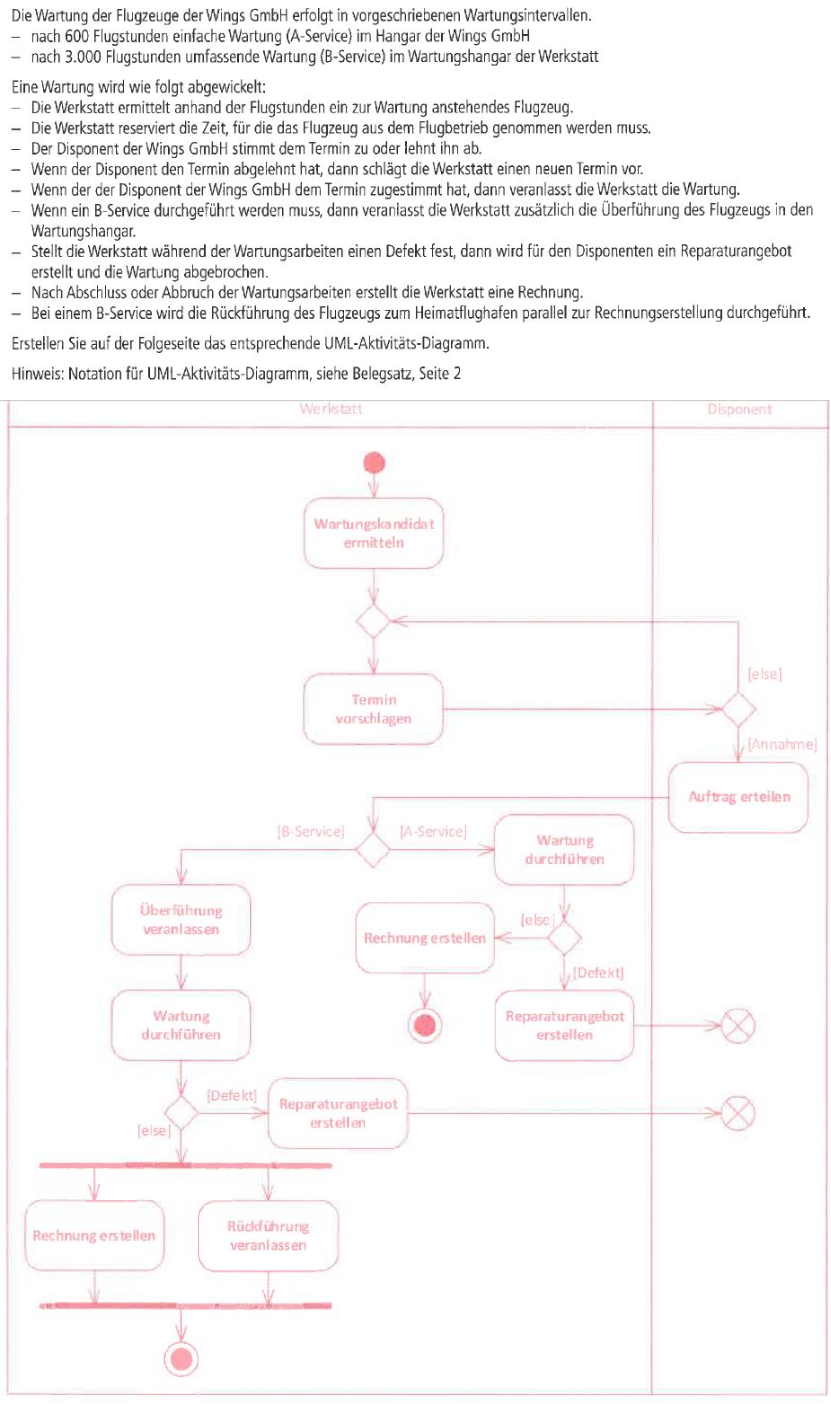 Die Wartung der Flugzeuge der Wings GmbH erfolgt in vorgeschriebenen Wartungsintervallen.
– nach 600 Flugstunden einfache Wartung (A-Service) im Hangar der Wings GmbH
– nach 3.000 Flugstunden umfassende Wartung (B-Service) im Wartungshangar der Werkstatt
Eine Wartung wird wie folgt abgewickelt:
– Die Werkstatt ermittelt anhand der Flugstunden ein zur Wartung anstehendes Flugzeug.
– Die Werkstatt reserviert die Zeit, für die das Flugzeug aus dem Flugbetrieb genommen werden muss.
– Der Disponent der Wings GmbH stimmt dem Termin zu oder lehnt ihn ab.
– Wenn der Disponent den Termin abgelehnt hat, dann schlägt die Werkstatt einen neuen Termin vor.
– Wenn der der Disponent der Wings GmbH dem Termin zugestimmt hat, dann veranlasst die Werkstatt die Wartung.
– Wenn ein B-Service durchgeführt werden muss, dann veranlasst die Werkstatt zusätzlich die Überführung des Flugzeugs in den
Wartungshangar.
– Stellt die Werkstatt während der Wartungsarbeiten einen Defekt fest, dann wird für den Disponenten ein Reparaturangebot
erstellt und die Wartung abgebrochen.
– Nach Abschluss oder Abbruch der Wartungsarbeiten erstellt die Werkstatt eine Rechnung.
– Bei einem B-Service wird die Rückführung des Flugzeugs zum Heimatflughafen parallel zur Rechnungserstellung durchgeführt.
Erstellen Sie auf der Folgeseite das entsprechende UML-Aktivitäts-Diagramm.
Hinweis: Notation für UML-Aktivitäts-Diagramm, siehe Belegsatz, Seite 2
Werkstatt
Disponent
Wartungskandidat
ermitteln
[else]
Termin
vorschlagen
[Annahme]
Auftrag erteilen
[B-Service]
[A-Service]
Wartung
durchführen
Überführung
veranlassen
[else]
Rechnung erstellen
[Defekt]
Wartung
durchführen
Reparaturangebot
erstellen
[Defekt]
Reparaturangebot
erstellen
[else]
Rechnung erstellen
Rückführung
veranlassen